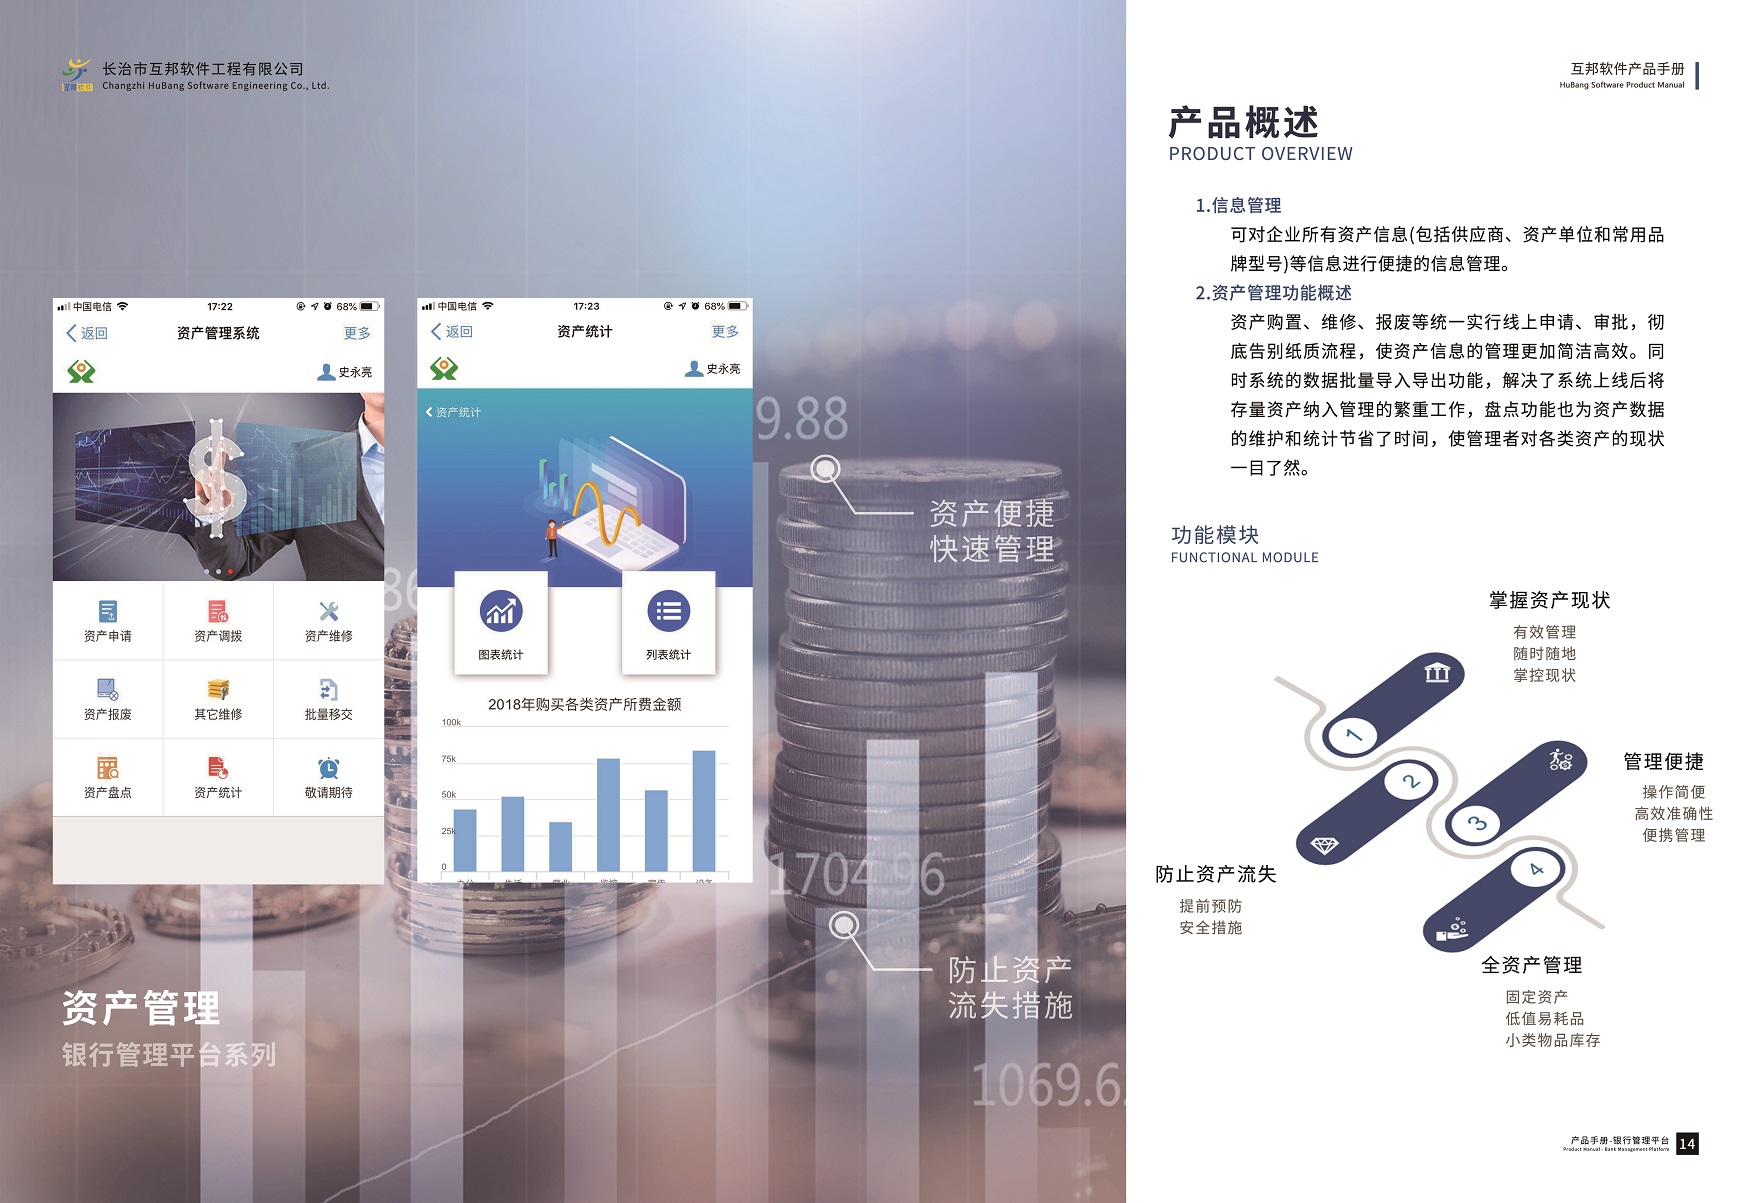 长治市互邦软件工程有限公司
Changzhi HuBang Software Engineering Co., Ltd.
互邦软件
中国电信
17:22
68%
返回
资产管理系统
更多
史永亮
资产申请
资产调拨
资产维修
资产报废
其它维修
批量移交
资产盘点
资产统计
敬请期待
中国电信
17:23
68%
返回
资产统计
更多
史永亮
资产统计
图表统计
列表统计
2018年购买各类资产所费金额
100k
75k
50k
25k
0
9.88
86
1704.96
1069.6
资产便捷
快速管理
防止资产
流失措施
资产管理
银行管理平台系列
互邦软件产品手册
HuBang Software Product Manual
产品概述
PRODUCT OVERVIEW
1.信息管理
可对企业所有资产信息(包括供应商、资产单位和常用品
牌型号)等信息进行便捷的信息管理。
2.资产管理功能概述
资产购置、维修、报废等统一实行线上申请、审批，彻
底告别纸质流程，使资产信息的管理更加简洁高效。同
时系统的数据批量导入导出功能，解决了系统上线后将
存量资产纳入管理的繁重工作，盘点功能也为资产数据
的维护和统计节省了时间，使管理者对各类资产的现状
一目了然。
功能模块
FUNCTIONAL MODULE
掌握资产现状
有效管理
随时随地
掌控现状
1
2
3
4
管理便捷
操作简便
高效准确性
便携管理
防止资产流失
提前预防
安全措施
全资产管理
固定资产
低值易耗品
小类物品库存
产品手册-银行管理平台
Product Manual - Bank Management Platform
14